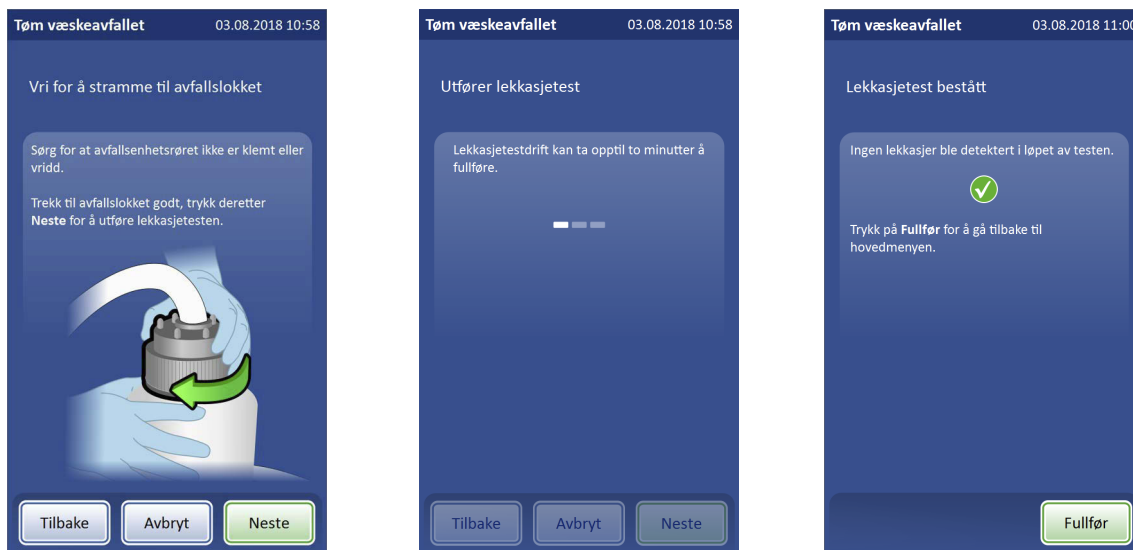 Tøm væskeavfallet 03.08.2018 10:58
Vri for å stramme til avfallslokket
Sørg for at avfallsenhetsrøret ikke er klemt eller
vridd.
Trekk til avfallslokket godt, trykk deretter
Neste for å utføre lekkasjetesten.
Tilbake Avbryt Neste
Tøm væskeavfallet 03.08.2018 10:58
Utfører lekkasjetest
Lekkasjetestdrift kan ta opptil to minutter å
fullføre.
Tilbake Avbryt Neste
Tøm væskeavfallet 03.08.2018 11:00
Lekkasjetest bestått
Ingen lekkasjer ble detektert i løpet av testen.
Trykk på Fullfør for å gå tilbake til
hovedmenyen.
Fullfør